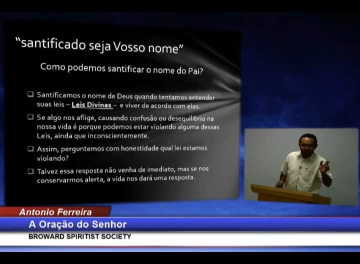 "santificado seja Vosso nome"
Como podemos santificar o nome do Pai?
Santificamos o nome de Deus quando tentamos entender
suas leis – Leis Divinas – e viver de acordo com elas.
Se algo nos aflige, causando confusão ou desequilíbrio na
nossa vida é porque podemos estar violando alguma dessas
Leis, ainda que inconscientemente.
Assim, perguntemos com honestidade qual lei estamos
violando?
Talvez essa resposta não venha de imediato, mas se nos
conservarmos alerta, a vida nos dará uma resposta.
Antonio Ferreira
A Oração do Senhor
BROWARD SPIRITIST SOCIETY